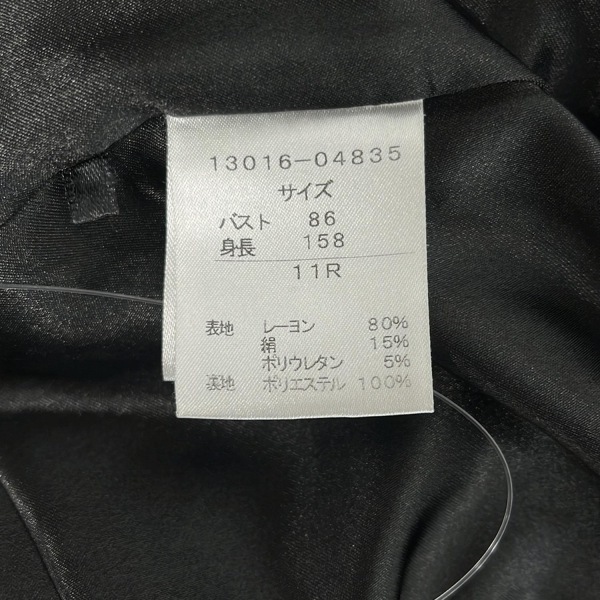 13016-04835
サイズ
バスト 86
身長 158
11R
表地 レーヨン 80%
絹 15%
ポリウレタン 5%
裏地 ポリエステル 100%